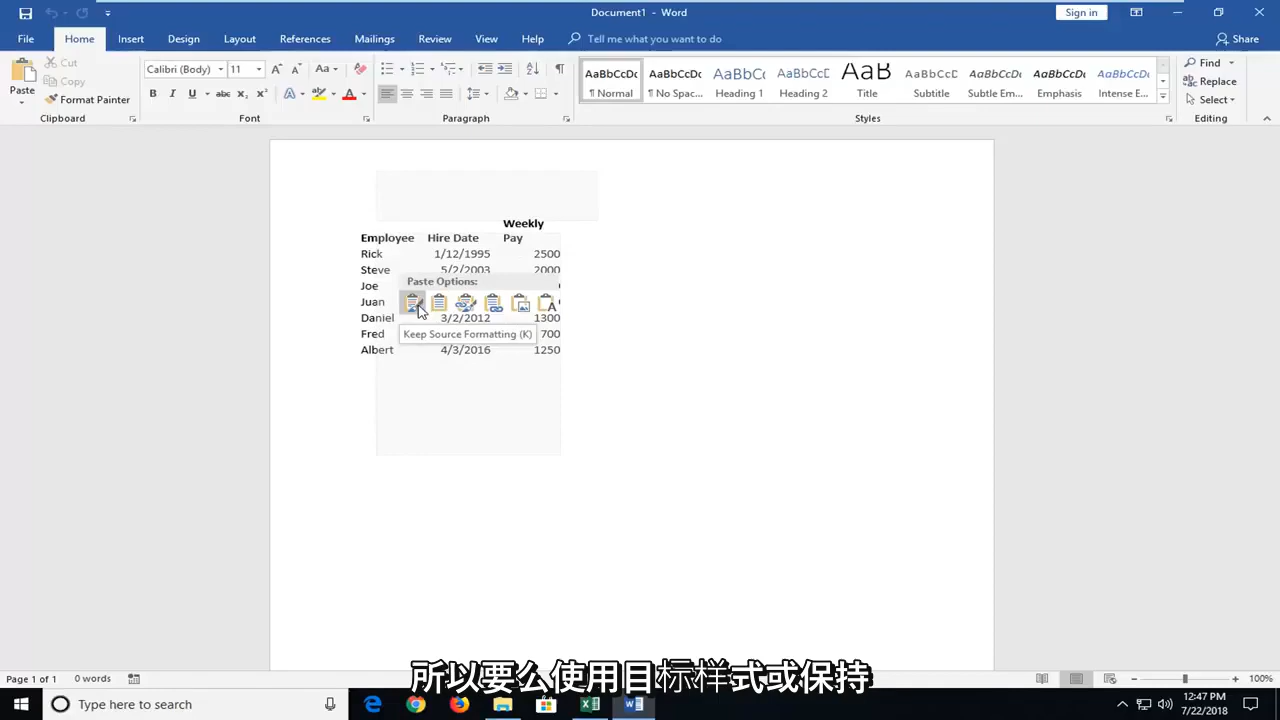 Document1 - Word
Sign in
File Home Insert Design Layout References Mailings Review View Help Tell me what you want to do Share
Paste
Cut
Copy
Format Painter
Clipboard
Calibri (Body) 11
Aa
B I U abc X2 X2 A A
Font
Paragraph
AaBbCcDc AaBbCcDc AaBbCc AaBbCcD AaB AaBbCcD AaBbCcDc AaBbCcDc AaBbCcDc
¶ Normal ¶ No Spac... Heading 1 Heading 2 Title Subtitle Subtle Em... Emphasis Intense E...
Styles
Find
Replace
Select
Editing
Weekly
Employee Hire Date Pay
Rick 1/12/1995 2500
Steve 5/2/2003 2000
Joe
Juan
Daniel 3/2/2012 1300
Fred 700
Albert 4/3/2016 1250
Paste Options:
Keep Source Formatting (K)
所以要么使用目标样式或保持
Page 1 of 1 0 words
100%
Type here to search
12:47 PM
7/22/2018